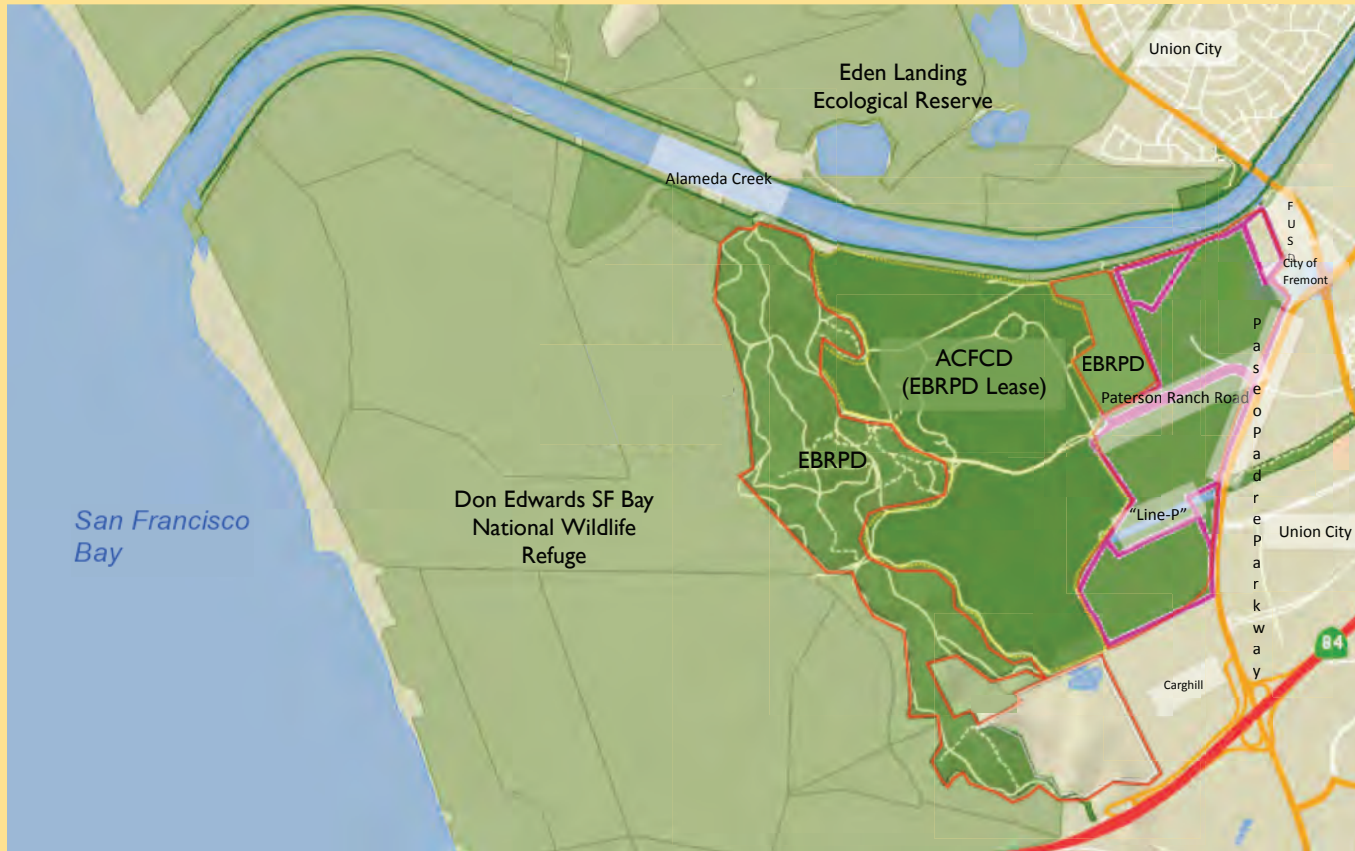 Union City
Eden Landing
Ecological Reserve
Alameda Creek
FUSD
City of
Fremont
ACFCD
(EBRPD Lease)
EBRPD
Paterson Ranch Road
Paseo Padre Parkway
EBRPD
Don Edwards SF Bay
National Wildlife
Refuge
San Francisco
Bay
"Line-P"
Union City
84
Carghill